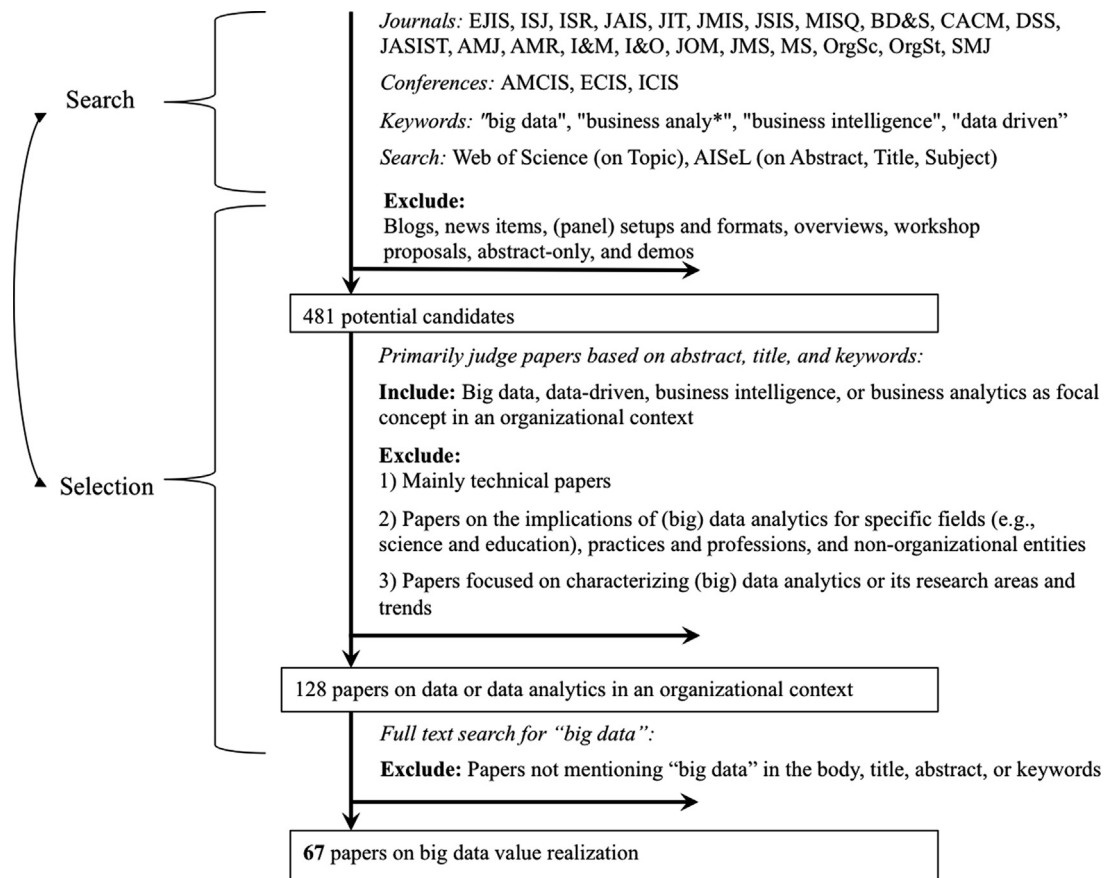 Journals: EJIS, ISJ, ISR, JAIS, JIT, JMIS, JSIS, MISQ, BD&S, CACM, DSS,
JASIST, AMJ, AMR, I&M, I&O, JOM, JMS, MS, OrgSc, OrgSt, SMJ
Conferences: AMCIS, ECIS, ICIS
Search
Keywords: "big data", "business analy*", "business intelligence", "data driven”
Search: Web of Science (on Topic), AISeL (on Abstract, Title, Subject)
Exclude:
Blogs, news items, (panel) setups and formats, overviews, workshop
proposals, abstract-only, and demos
481 potential candidates
Primarily judge papers based on abstract, title, and keywords:
Include: Big data, data-driven, business intelligence, or business analytics as focal
concept in an organizational context
Exclude:
1) Mainly technical papers
Selection
2) Papers on the implications of (big) data analytics for specific fields (e.g.,
science and education), practices and professions, and non-organizational entities
3) Papers focused on characterizing (big) data analytics or its research areas and
trends
128 papers on data or data analytics in an organizational context
Full text search for “big data”:
Exclude: Papers not mentioning “big data” in the body, title, abstract, or keywords
67 papers on big data value realization